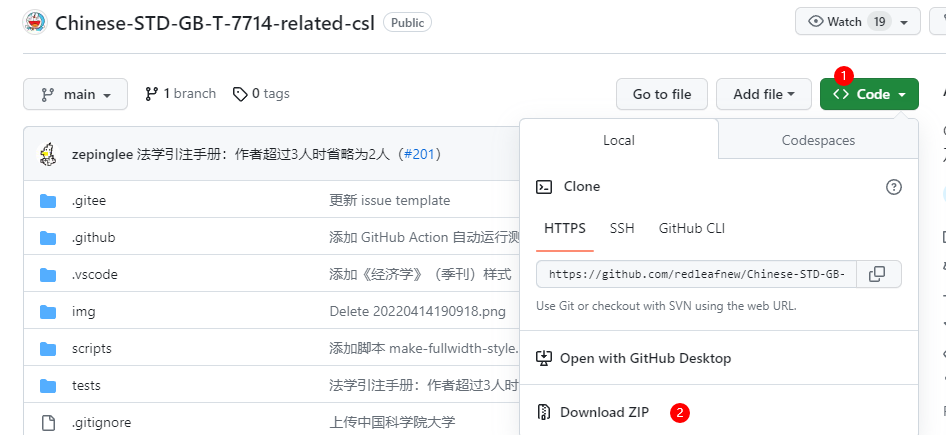 Chinese-STD-GB-T-7714-related-csl Public Watch 19
main 1 branch 0 tags Go to file Add file 1 Code
Local Codespaces
zepinglee 法学引注手册：作者超过3人时省略为2人（#201）
Clone
.gitee 更新 issue template
HTTPS SSH GitHub CLI
.github 添加 GitHub Action 自动运行测
.vscode 添加《经济学》（季刊）样式
https://github.com/redleafnew/Chinese-STD-GB-
img Delete 20220414190918.png
Use Git or checkout with SVN using the web URL.
scripts 添加脚本 make-fullwidth-style.
Open with GitHub Desktop
tests 法学引注手册：作者超过3人时
Download ZIP 2
.gitignore 上传中国科学院大学